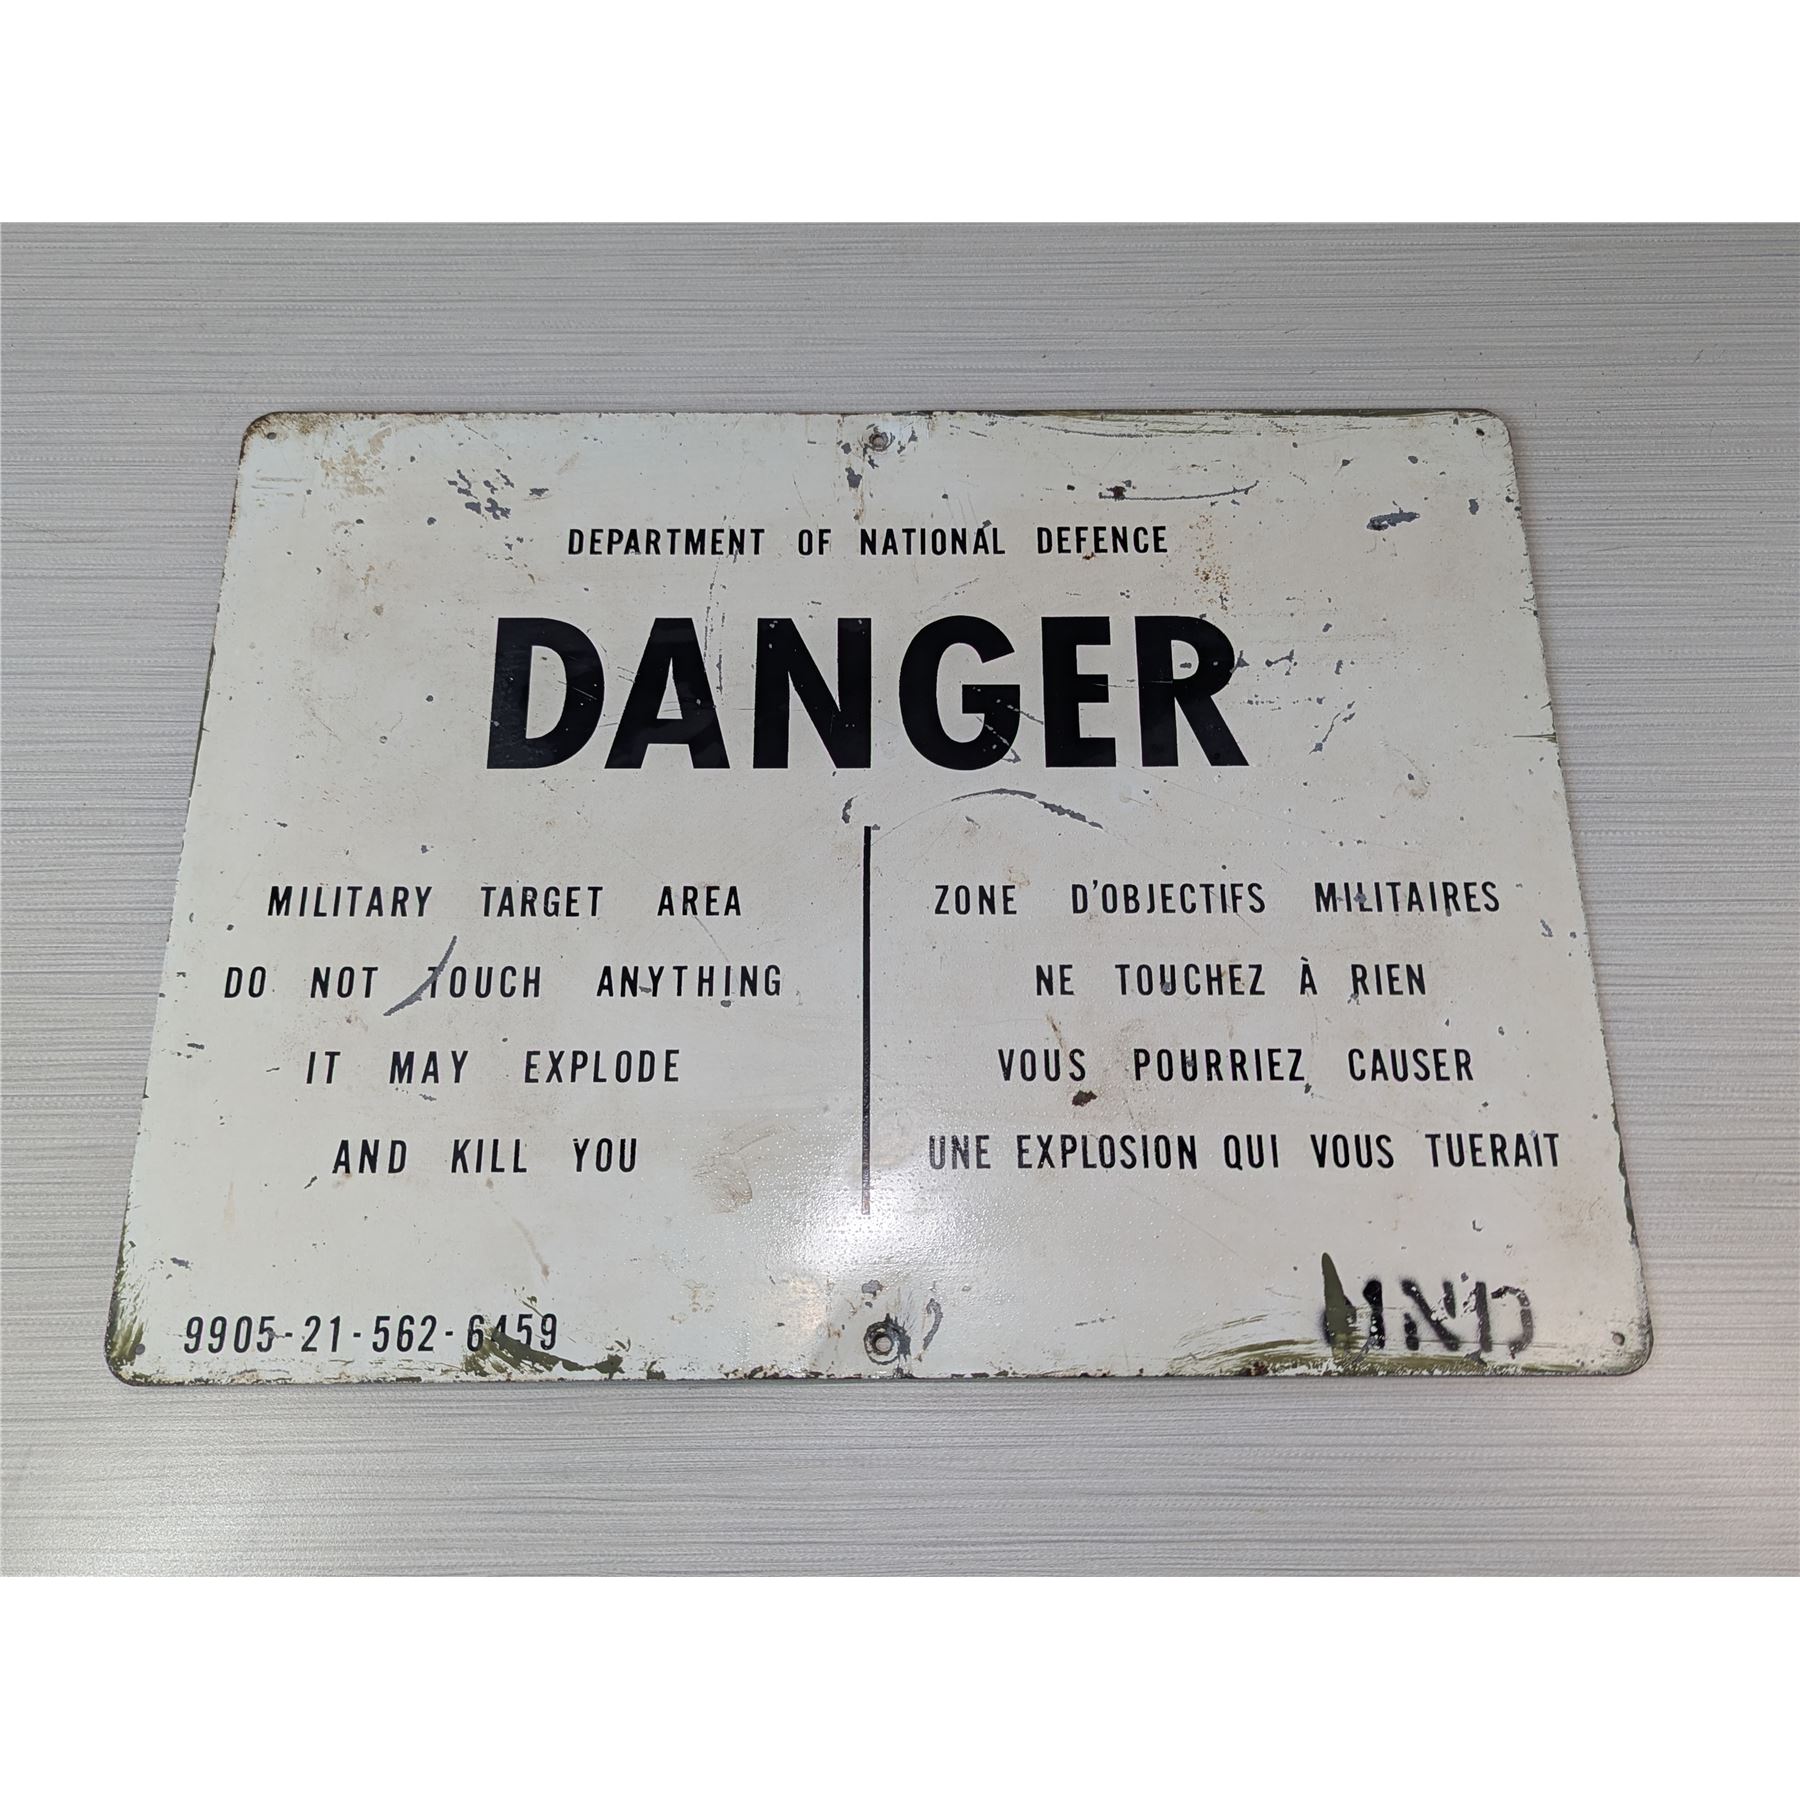 DEPARTMENT OF NATIONAL DEFENCE
DANGER
MILITARY TARGET AREA
DO NOT TOUCH ANYTHING
IT MAY EXPLODE
AND KILL YOU
ZONE D'OBJECTIFS MILITAIRES
NE TOUCHEZ À RIEN
VOUS POURRIEZ CAUSER
UNE EXPLOSION QUI VOUS TUERAIT
9905-21-562-6459